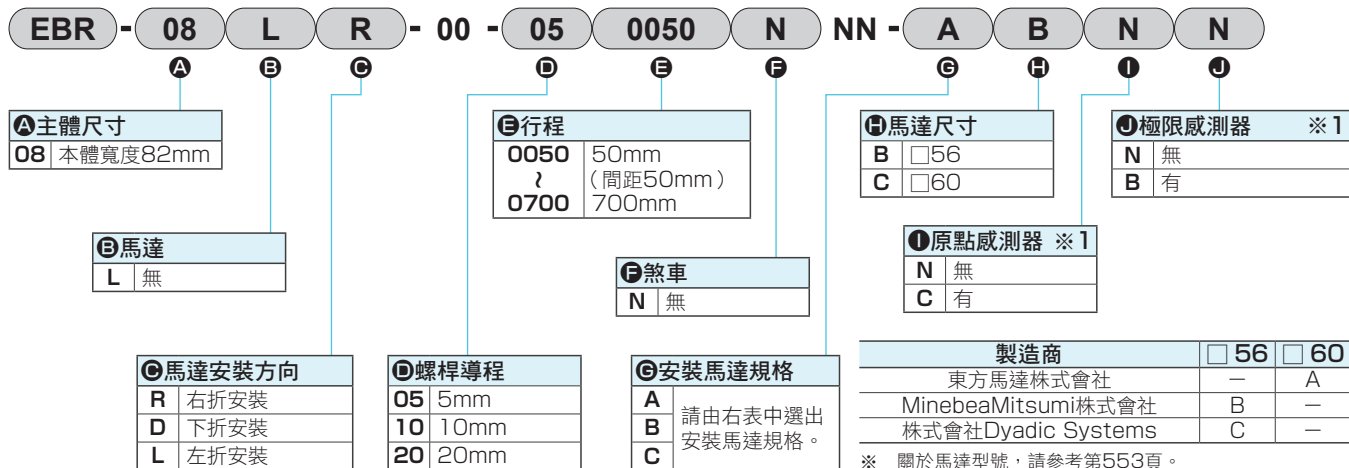 EBR - 08 L R - 00 - 05 0050 N NN - A B N N
A B C D E F G H I J
A主體尺寸
08 本體寬度82mm
B馬達
L 無
C馬達安裝方向
R 右折安裝
D 下折安裝
L 左折安裝
D螺桿導程
05 5mm
10 10mm
20 20mm
E行程
0050 50mm
~ (間距50mm)
0700 700mm
F煞車
N 無
G安裝馬達規格
A
B
C
請由右表中選出
安裝馬達規格。
H馬達尺寸
B □56
C □60
I原點感測器 ※1
N 無
C 有
J極限感測器 ※1
N 無
B 有
製造商 □56 □60
東方馬達株式會社 − A
MinebeaMitsumi株式會社 B −
株式會社Dyadic Systems C −
※ 關於馬達型號，請參考第553頁。